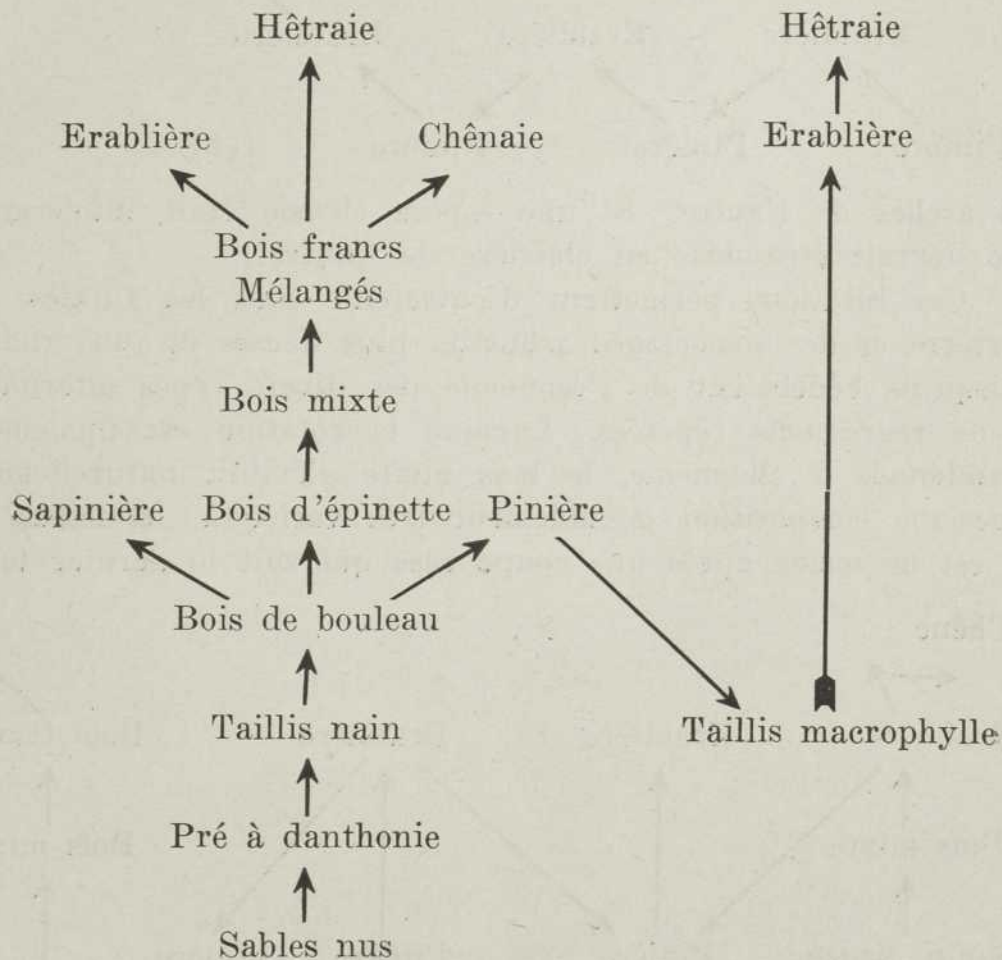 Hêtraie Hêtraie
Erablière Chênaie Erablière
Bois francs
Mélangés
Bois mixte
Sapinière Bois d'épinette Pinière
Bois de bouleau
Taillis nain Taillis macrophylle
Pré à danthonie
Sables nus